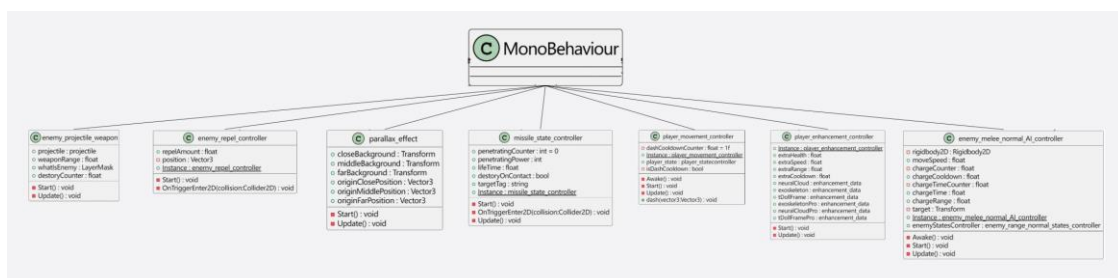 C MonoBehaviour
C enemy_projectile_weapon
projectile : projectile
weaponRange : float
whatIsEnemy : LayerMask
destoryCounter : float
Start() : void
Update() : void
C enemy_repel_controller
repelAmount : float
position : Vector3
Instance : enemy_repel_controller
Start() : void
OnTriggerEnter2D(collision:Collider2D) : void
C parallax_effect
closeBackground : Transform
middleBackground : Transform
farBackground : Transform
originClosePosition : Vector3
originMiddlePosition : Vector3
originFarPosition : Vector3
Start() : void
Update() : void
C missile_state_controller
penetratingCounter : int = 0
penetratingPower : int
lifeTime : float
destoryOnContact : bool
targetTag : string
Instance : missile_state_controller
Start() : void
OnTriggerEnter2D(collision:Collider2D) : void
Update() : void
C player_movement_controller
dashCooldownCounter : float = 1f
Instance : player_movement_controller
player_state : player_statecontroller
isDashCooldown : bool
Awake() : void
Start() : void
Update() : void
dash(vector3:Vector3) : void
C player_enhancement_controller
Instance : player_enhancement_controller
extraHealth : float
extraSpeed : float
extraRange : float
extraCooldown : float
neuralCloud : enhancement_data
exoskeleton : enhancement_data
tDollFrame : enhancement_data
exoskeletonPro : enhancement_data
neuralCloudPro : enhancement_data
tDollFramePro : enhancement_data
Start() : void
Update() : void
C enemy_melee_normal_AI_controller
rigidbody2D : Rigidbody2D
moveSpeed : float
chargeCounter : float
chargeCooldown : float
chargeTimeCounter : float
chargeTime : float
chargeRange : float
target : Transform
Instance : enemy_melee_normal_AI_controller
enemyStatesController : enemy_range_normal_states_controller
Awake() : void
Start() : void
Update() : void